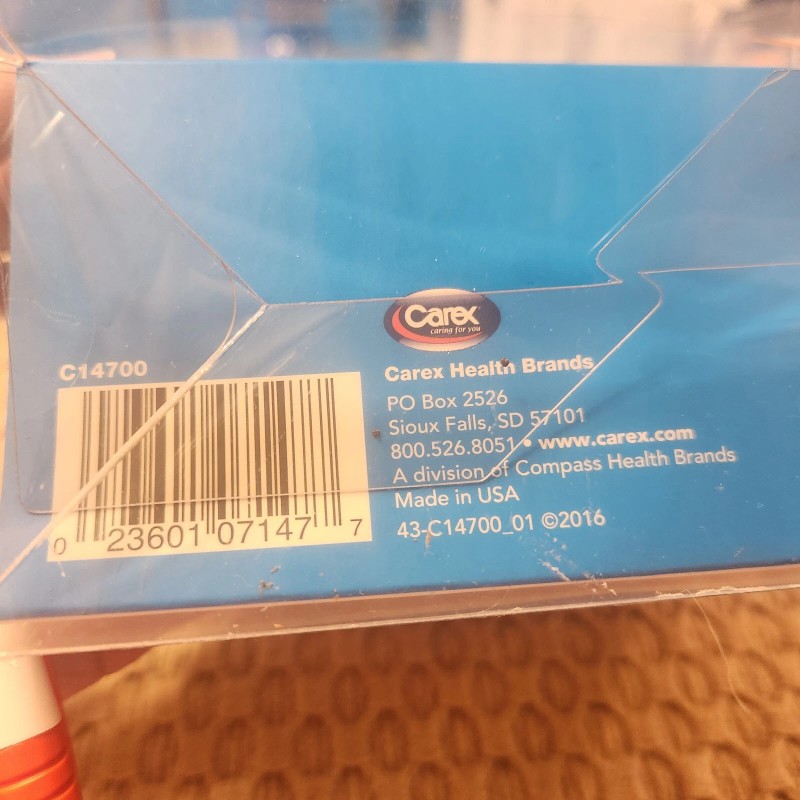 Carex
caring for you
C14700
Carex Health Brands
PO Box 2526
Sioux Falls, SD 57101
800.526.8051 • www.carex.com
A division of Compass Health Brands
Made in USA
43-C14700_01 ©2016
0 23601 07147 7